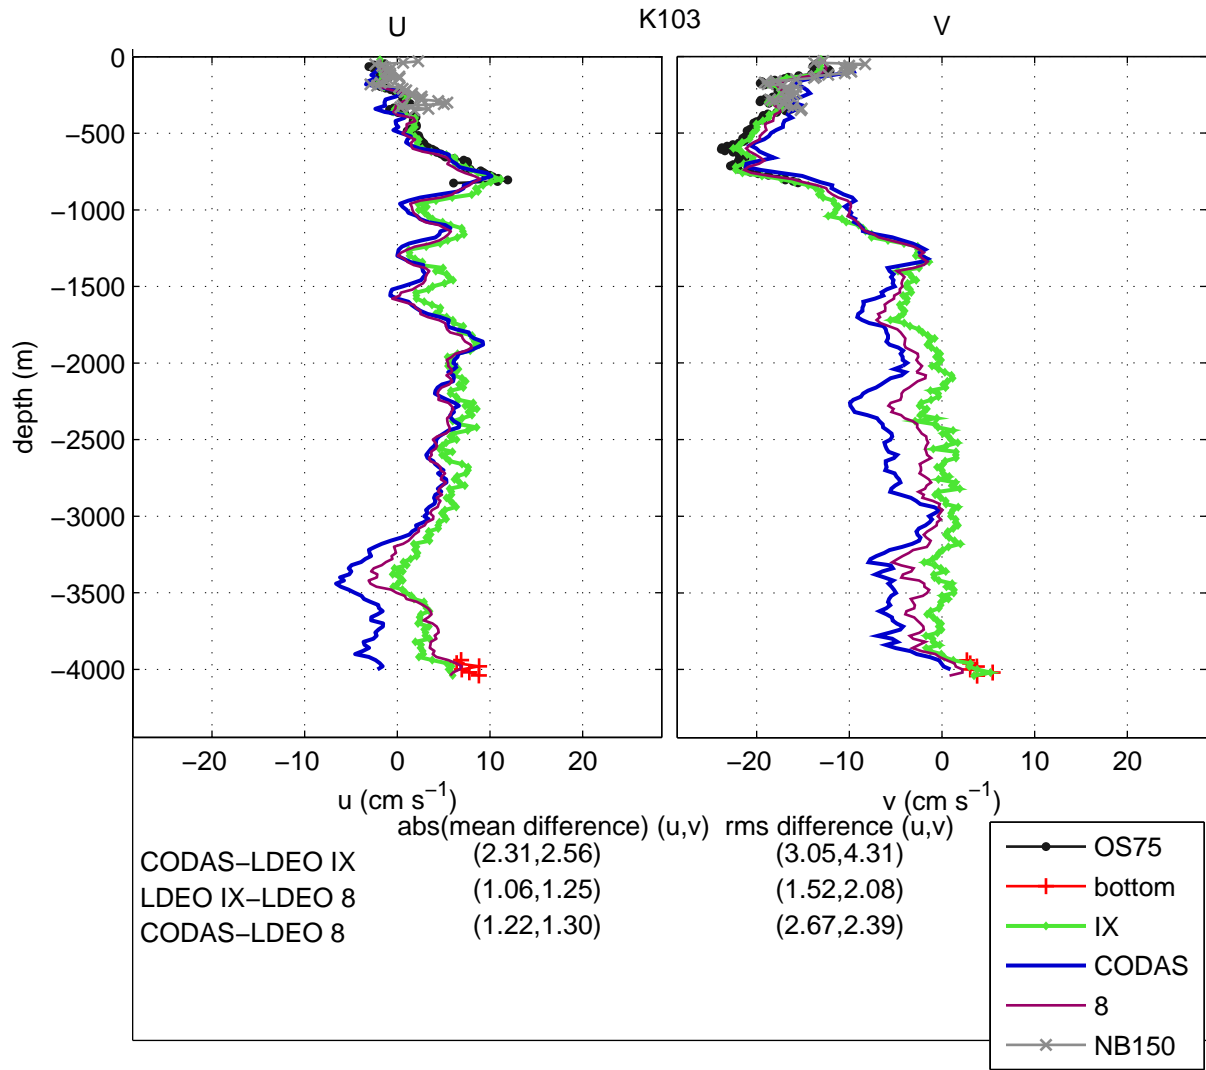 K103
U
V
0
−500
−1000
−1500
−2000
−2500
−3000
−3500
−4000
depth (m)
−20 −10 0 10 20
−20 −10 0 10 20
u (cm s−1)
v (cm s−1)
abs(mean difference) (u,v) rms difference (u,v)
CODAS−LDEO IX (2.31,2.56) (3.05,4.31)
LDEO IX−LDEO 8 (1.06,1.25) (1.52,2.08)
CODAS−LDEO 8 (1.22,1.30) (2.67,2.39)
OS75
bottom
IX
CODAS
8
NB150